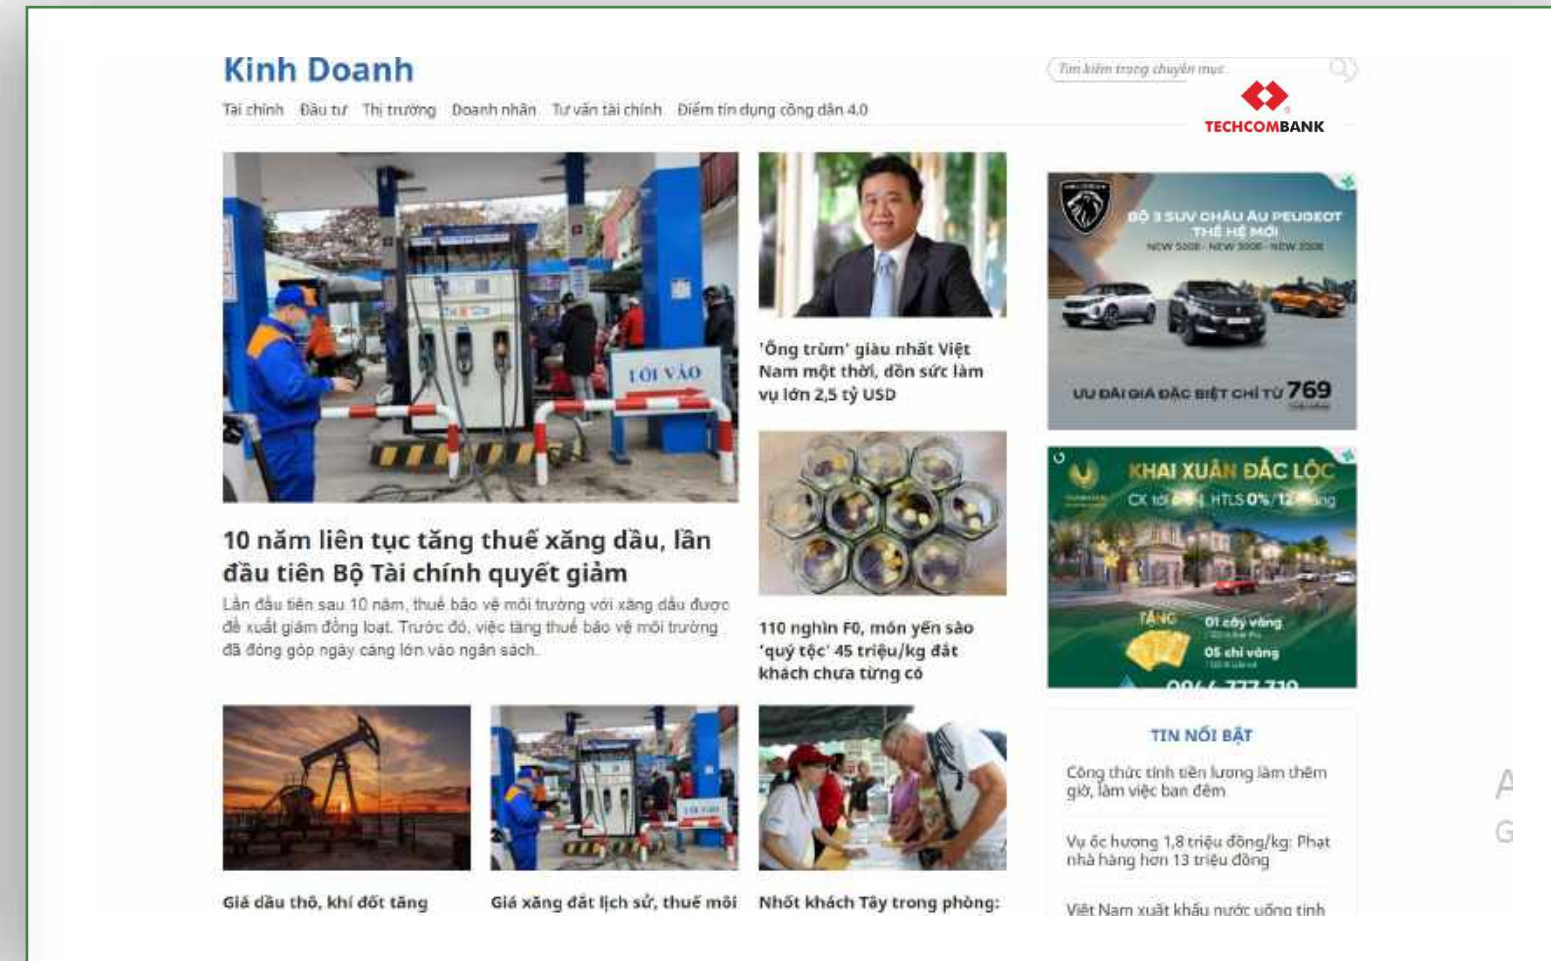 Kinh Doanh
Tìm kiếm trong chuyên mục
Tài chính Đầu tư Thị trường Doanh nhân Tư vấn tài chính Điểm tín dụng công dân 4.0
TECHCOMBANK
LỐI VÀO
'Ông trùm' giàu nhất Việt
Nam một thời, dồn sức làm
vụ lớn 2,5 tỷ USD
BỘ 3 SUV CHÂU ÂU PEUGEOT
THẾ HỆ MỚI
ƯU ĐÃI GIÁ ĐẶC BIỆT CHỈ TỪ 769
10 năm liên tục tăng thuế xăng dầu, lần
đầu tiên Bộ Tài chính quyết giảm
Lần đầu tiên sau 10 năm, thuế bảo vệ môi trường với xăng dầu được
đề xuất giảm đồng loạt. Trước đó, việc tăng thuế bảo vệ môi trường
đã đóng góp ngày càng lớn vào ngân sách.
110 nghìn F0, món yến sào
'quý tộc' 45 triệu/kg đắt
khách chưa từng có
KHAI XUÂN ĐẮC LỘC
CK tới | HTLS 0%/12
TẶNG
01 cây vàng
05 chỉ vàng
0944 777 719
Giá dầu thô, khí đốt tăng
Giá xăng đắt lịch sử, thuế môi
Nhốt khách Tây trong phòng:
TIN NỔI BẬT
Công thức tính tiền lương làm thêm
giờ, làm việc ban đêm
Vụ ốc hương 1,8 triệu đồng/kg: Phạt
nhà hàng hơn 13 triệu đồng
Việt Nam xuất khẩu nước uống tinh